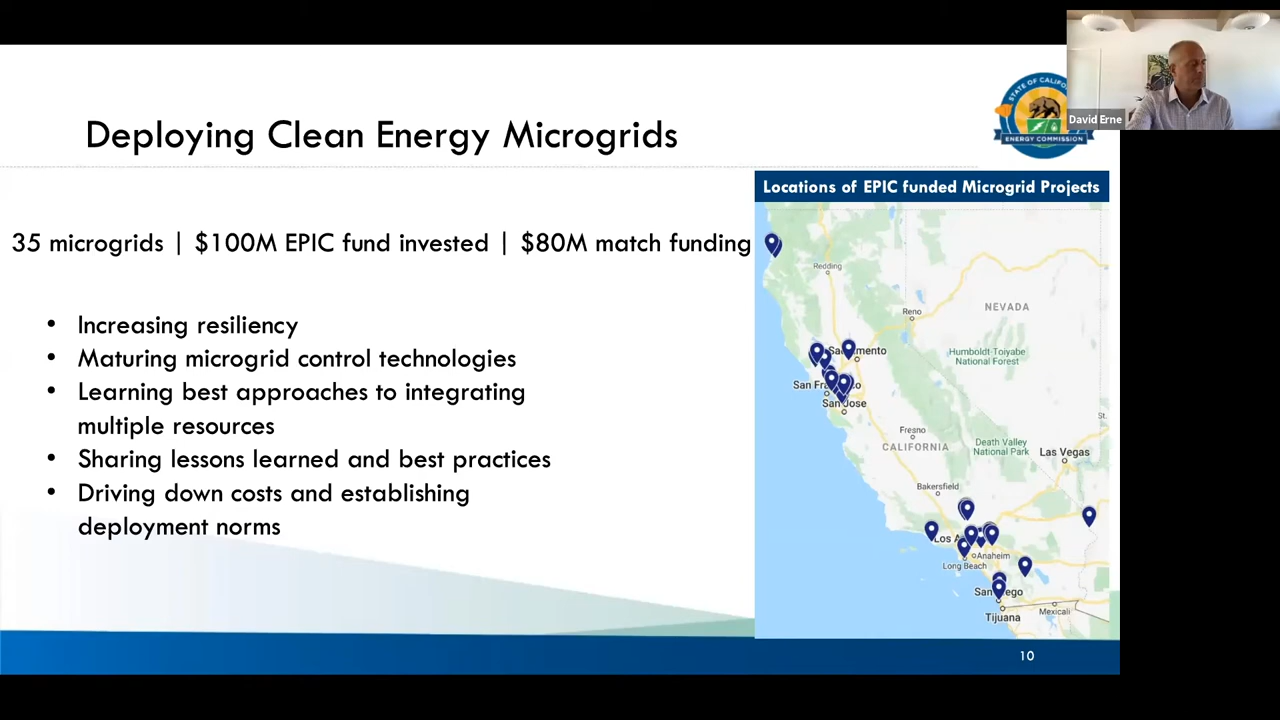 Deploying Clean Energy Microgrids
STATE OF CALIFO
ENERGY COMMISSION
David Erne
35 microgrids | $100M EPIC fund invested | $80M match funding
• Increasing resiliency
• Maturing microgrid control technologies
• Learning best approaches to integrating
multiple resources
• Sharing lessons learned and best practices
• Driving down costs and establishing
deployment norms
Locations of EPIC funded Microgrid Projects
Redding
Reno
NEVADA
Humboldt-Toiyabe
National Forest
San
San Jose
Fresno
CALIFORNIA
Death Valley
National Park
Las Vegas
St.
Bakersfield
Los A
Anaheim
Long Beach
San
Tijuana
Mexicali
10